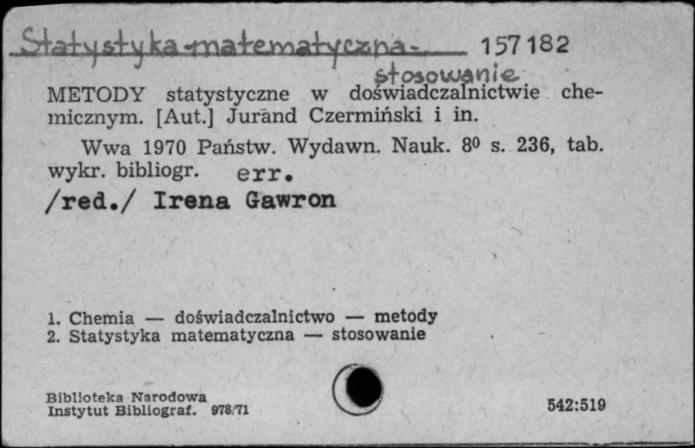 Statystyka matematyczna - 157182
stosowanie
METODY statystyczne w doświadczalnictwie che-
micznym. [Aut.] Jurand Czermiński i in.
Wwa 1970 Państw. Wydawn. Nauk. 8⁰ s. 236, tab.
wykr. bibliogr. err.
/red./ Irena Gawron
1. Chemia — doświadczalnictwo — metody
2. Statystyka matematyczna — stosowanie
Biblioteka Narodowa
Instytut Bibliograf. 978/71
542:519